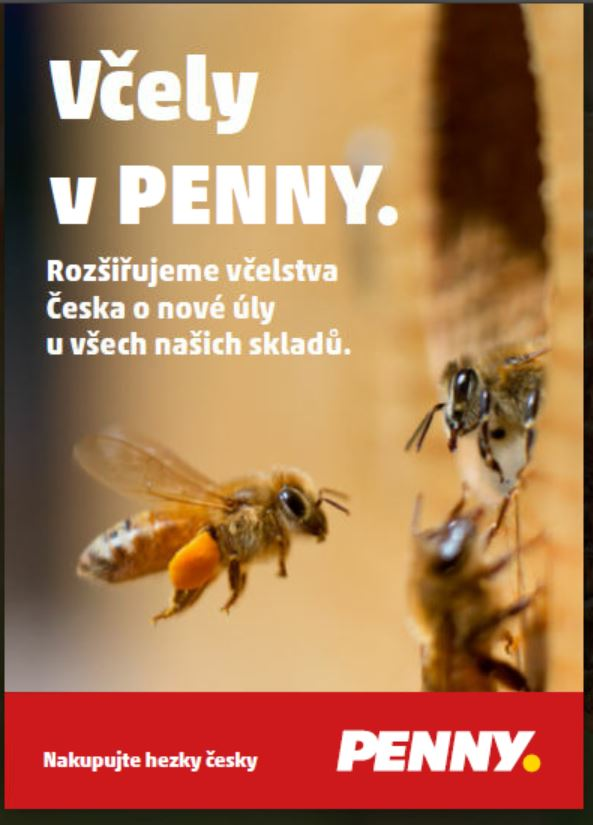 Včely
v PENNY.
Rozšiřujeme včelstva
Česka o nové úly
u všech našich skladů.
Nakupujte hezky česky
PENNY.